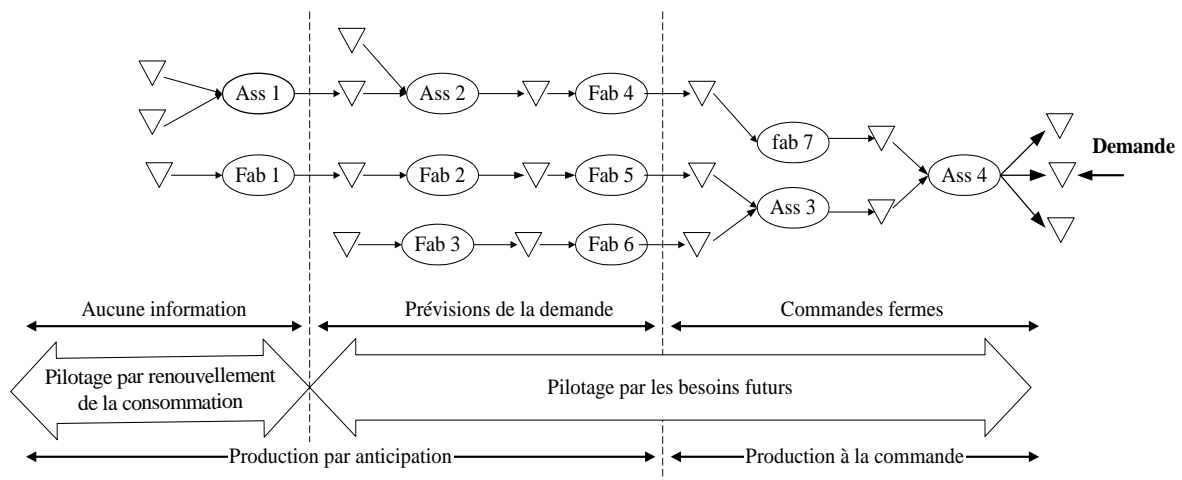 Ass 1
Ass 2
Fab 4
fab 7
Demande
Fab 1
Fab 2
Fab 5
Ass 4
Ass 3
Fab 3
Fab 6
Aucune information
Prévisions de la demande
Commandes fermes
Pilotage par renouvellement
de la consommation
Pilotage par les besoins futurs
Production par anticipation
Production à la commande